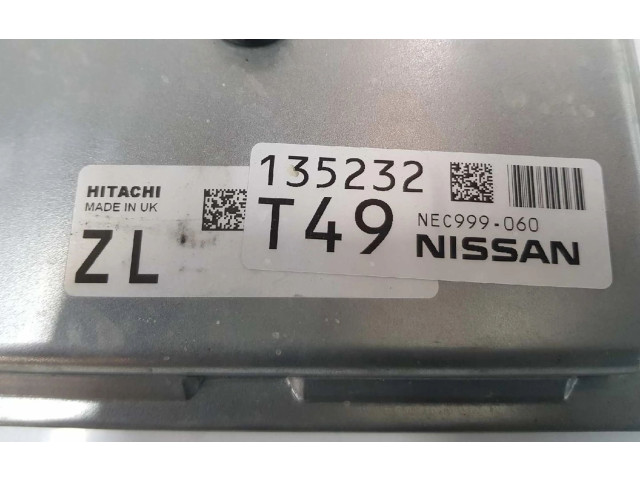 HITACHI
MADE IN UK
ZL
135232
T49
NEC999-060
NISSAN